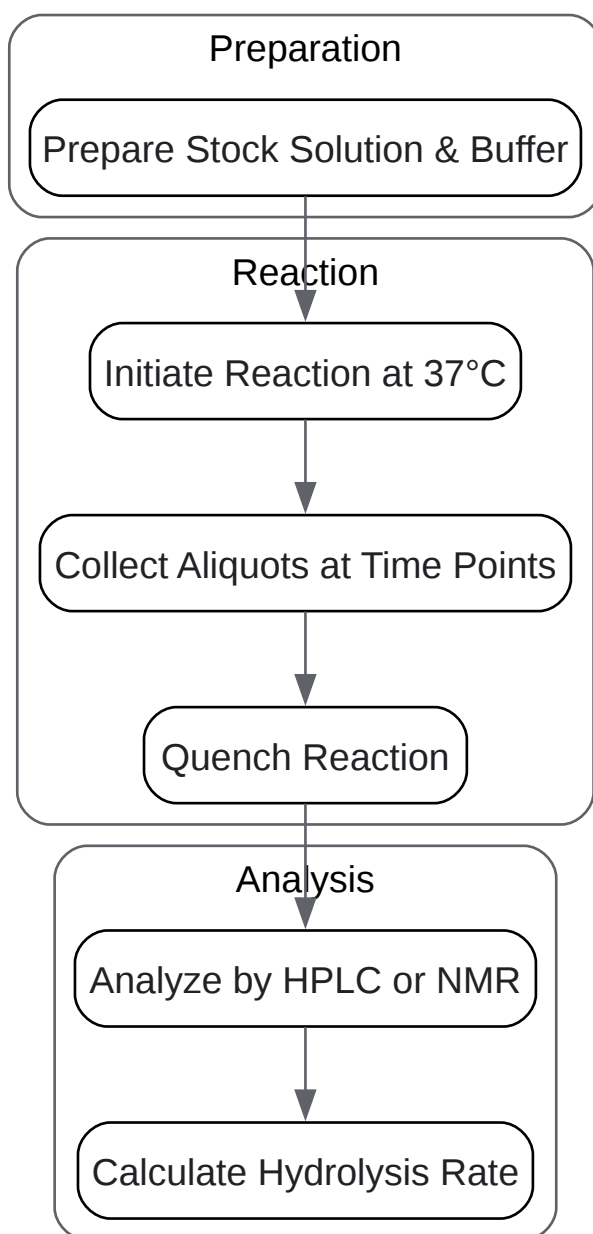 Preparation
Prepare Stock Solution & Buffer
Reaction
Initiate Reaction at 37°C
Collect Aliquots at Time Points
Quench Reaction
Analysis
Analyze by HPLC or NMR
Calculate Hydrolysis Rate